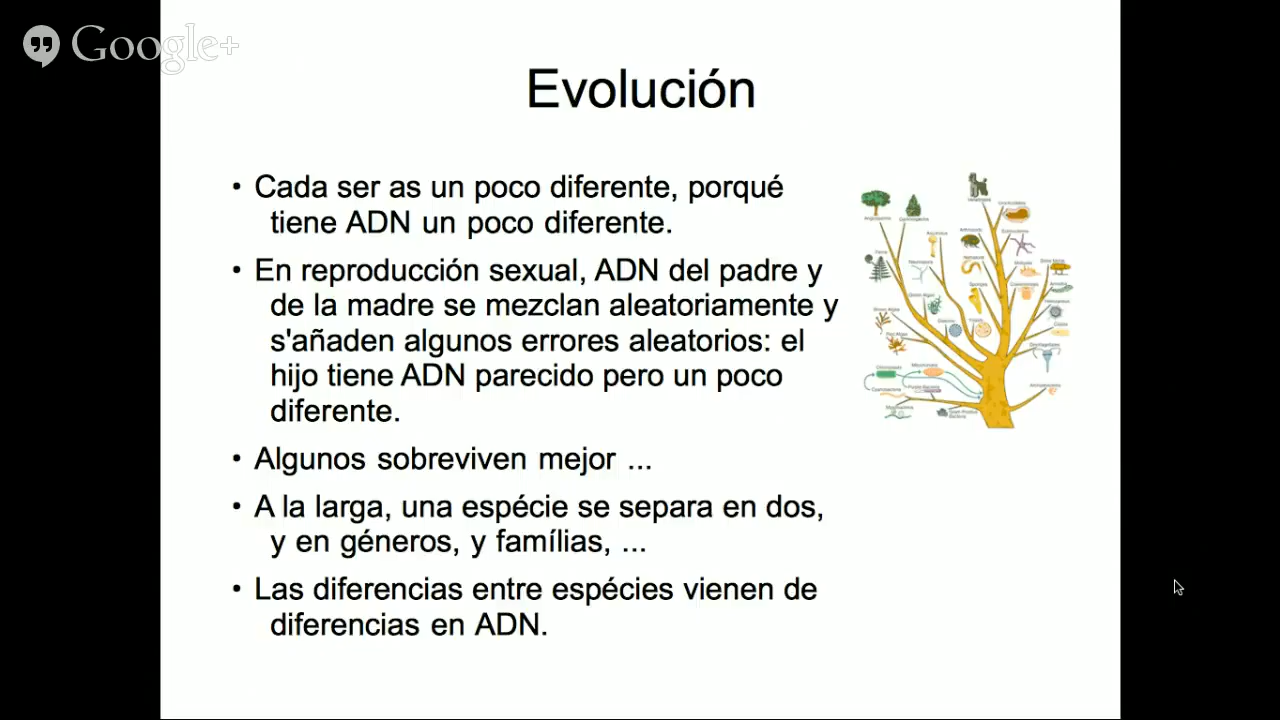 Google+
Evolución
• Cada ser as un poco diferente, porqué
tiene ADN un poco diferente.
• En reproducción sexual, ADN del padre y
de la madre se mezclan aleatoriamente y
s'añaden algunos errores aleatorios: el
hijo tiene ADN parecido pero un poco
diferente.
• Algunos sobreviven mejor ...
• A la larga, una espécie se separa en dos,
y en géneros, y famílias, ...
• Las diferencias entre espécies vienen de
diferencias en ADN.